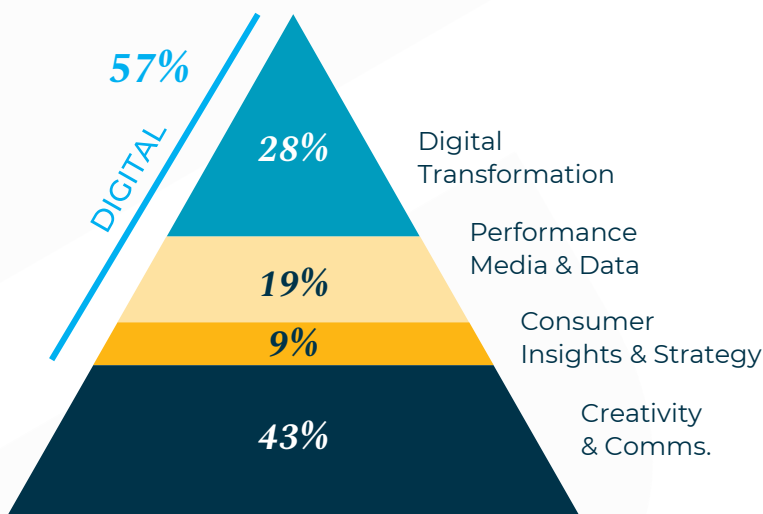 57%
DIGITAL
28%
Digital
Transformation
19%
Performance
Media & Data
9%
Consumer
Insights & Strategy
43%
Creativity
& Comms.